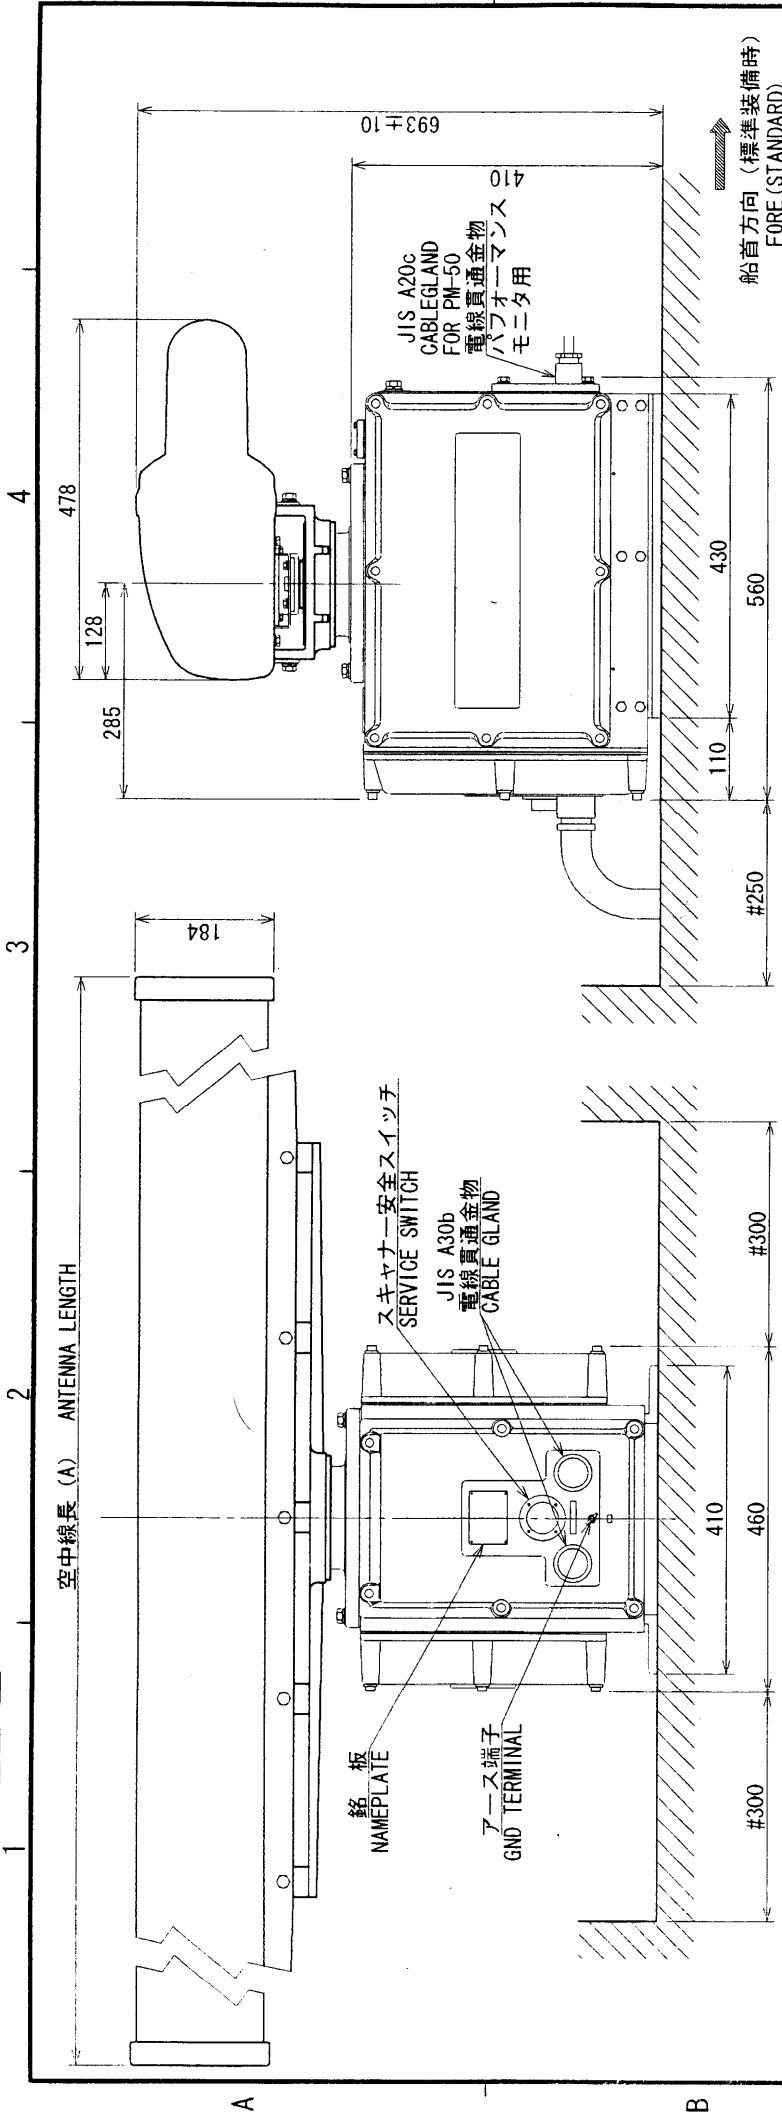 1
2
3
4
A
B
空中線長 (A) ANTENNA LENGTH
184
銘 板
NAMEPLATE
アース端子
GND TERMINAL
スキャナー安全スイッチ
SERVICE SWITCH
JIS A30b
電線貫通金物
CABLE GLAND
410
#300
460
#300
478
128
285
693±10
410
JIS A20c
CABLEGLAND
FOR PM-50
電線貫通金物
パフォーマンス
モニタ用
110
430
#250
560
船首方向 (標準装備時)
FORE (STANDARD)